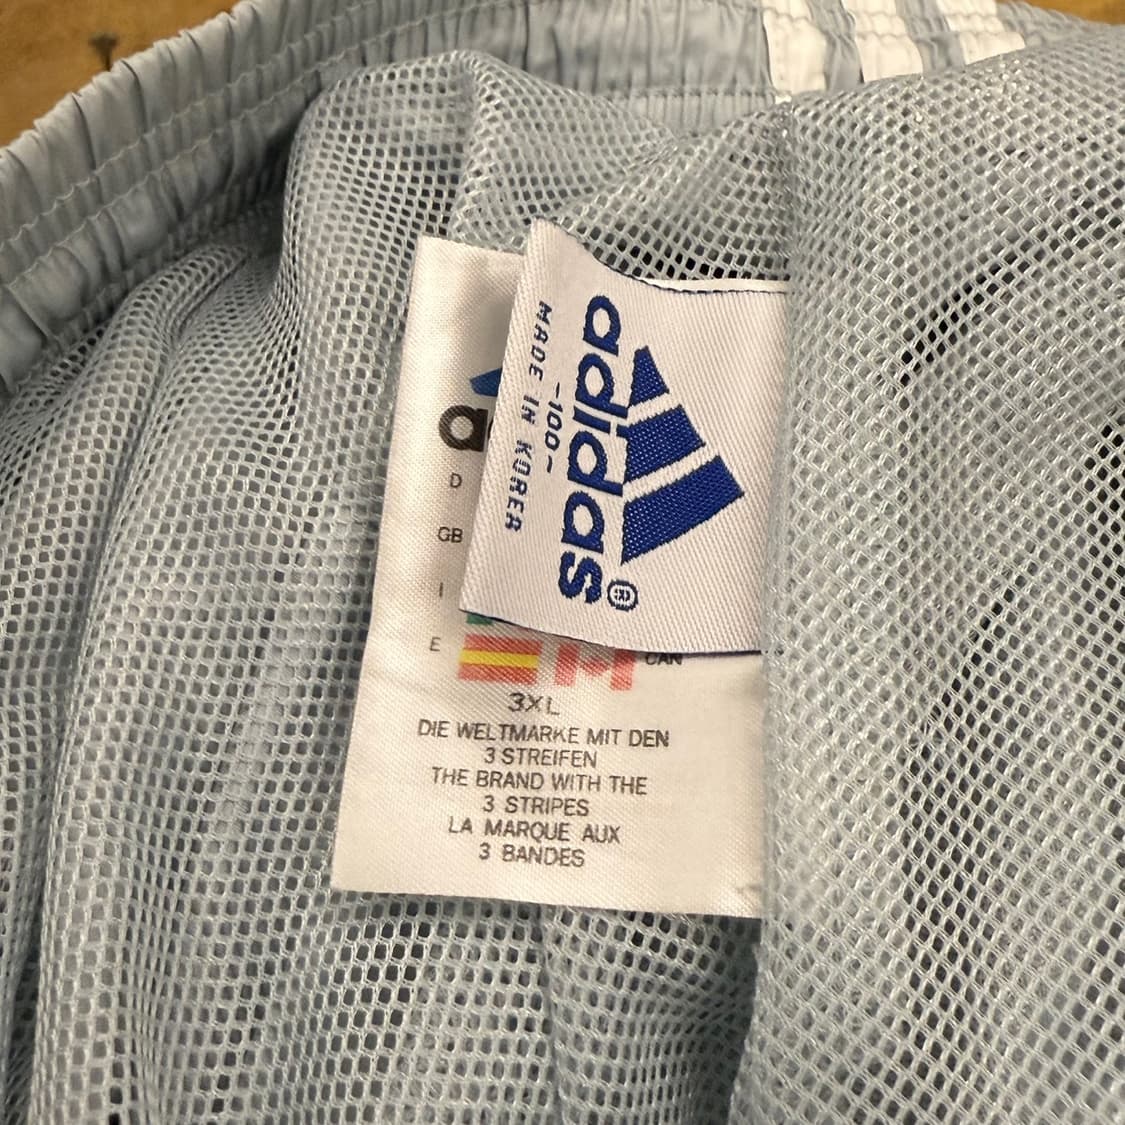 adidas®
-100-
MADE IN KOREA
a
D
GB
I
E
CAN
3XL
DIE WELTMARKE MIT DEN
3 STREIFEN
THE BRAND WITH THE
3 STRIPES
LA MARQUE AUX
3 BANDES